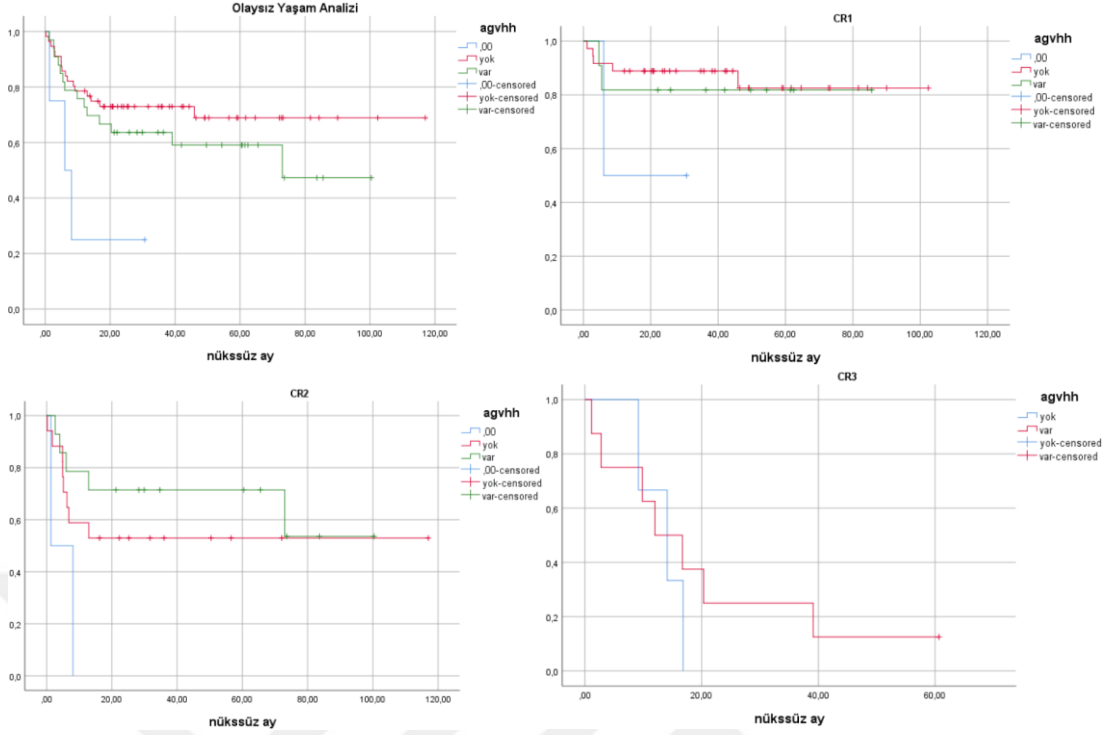 Olaysız Yaşam Analizi
agvhh
,00
yok
var
,00-censored
yok-censored
var-censored
1,0
0,8
0,6
0,4
0,2
0,0
,00 20,00 40,00 60,00 80,00 100,00 120,00
nükssüz ay
CR1
agvhh
,00
yok
var
,00-censored
yok-censored
var-censored
1,0
0,8
0,6
0,4
0,2
0,0
,00 20,00 40,00 60,00 80,00 100,00 120,00
nükssüz ay
CR2
agvhh
,00
yok
var
,00-censored
yok-censored
var-censored
1,0
0,8
0,6
0,4
0,2
0,0
,00 20,00 40,00 60,00 80,00 100,00 120,00
nükssüz ay
CR3
agvhh
yok
var
yok-censored
var-censored
1,0
0,8
0,6
0,4
0,2
0,0
,00 20,00 40,00 60,00
nükssüz ay